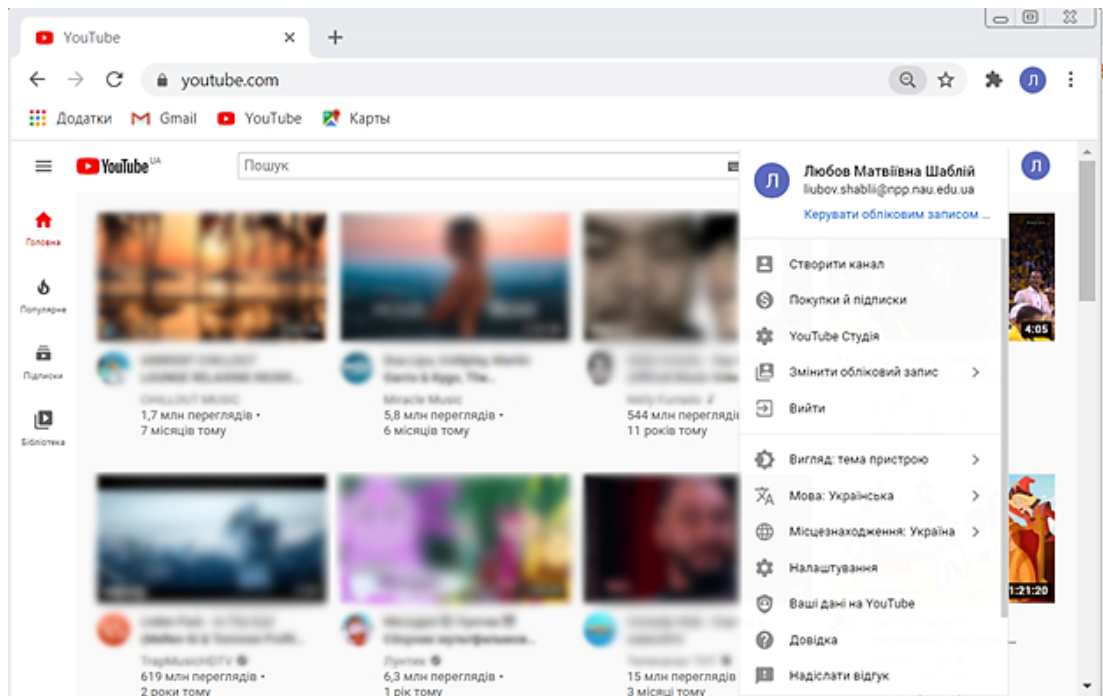 YouTube
youtube.com
Л
Додатки
Gmail
YouTube
Карты
YouTube UA
Пошук
Л
Л
Любов Матвіївна Шаблій
liubov.shablii@npp.nau.edu.ua
Керувати обліковим записом ...
Головна
Популярне
Підписки
Бібліотека
Створити канал
Покупки й підписки
YouTube Студія
Змінити обліковий запис
Вийти
Вигляд: тема пристрою
Мова: Українська
Місцезнаходження: Україна
Налаштування
Ваші дані на YouTube
Довідка
Надіслати відгук
4:05
1,7 млн переглядів •
7 місяців тому
Miracle Music
5,8 млн переглядів •
6 місяців тому
544 млн переглядів
11 років тому
1:21:20
TrapMusicHDTV
619 млн переглядів •
2 роки тому
6,3 млн переглядів •
1 рік тому
15 млн переглядів
3 місяці тому